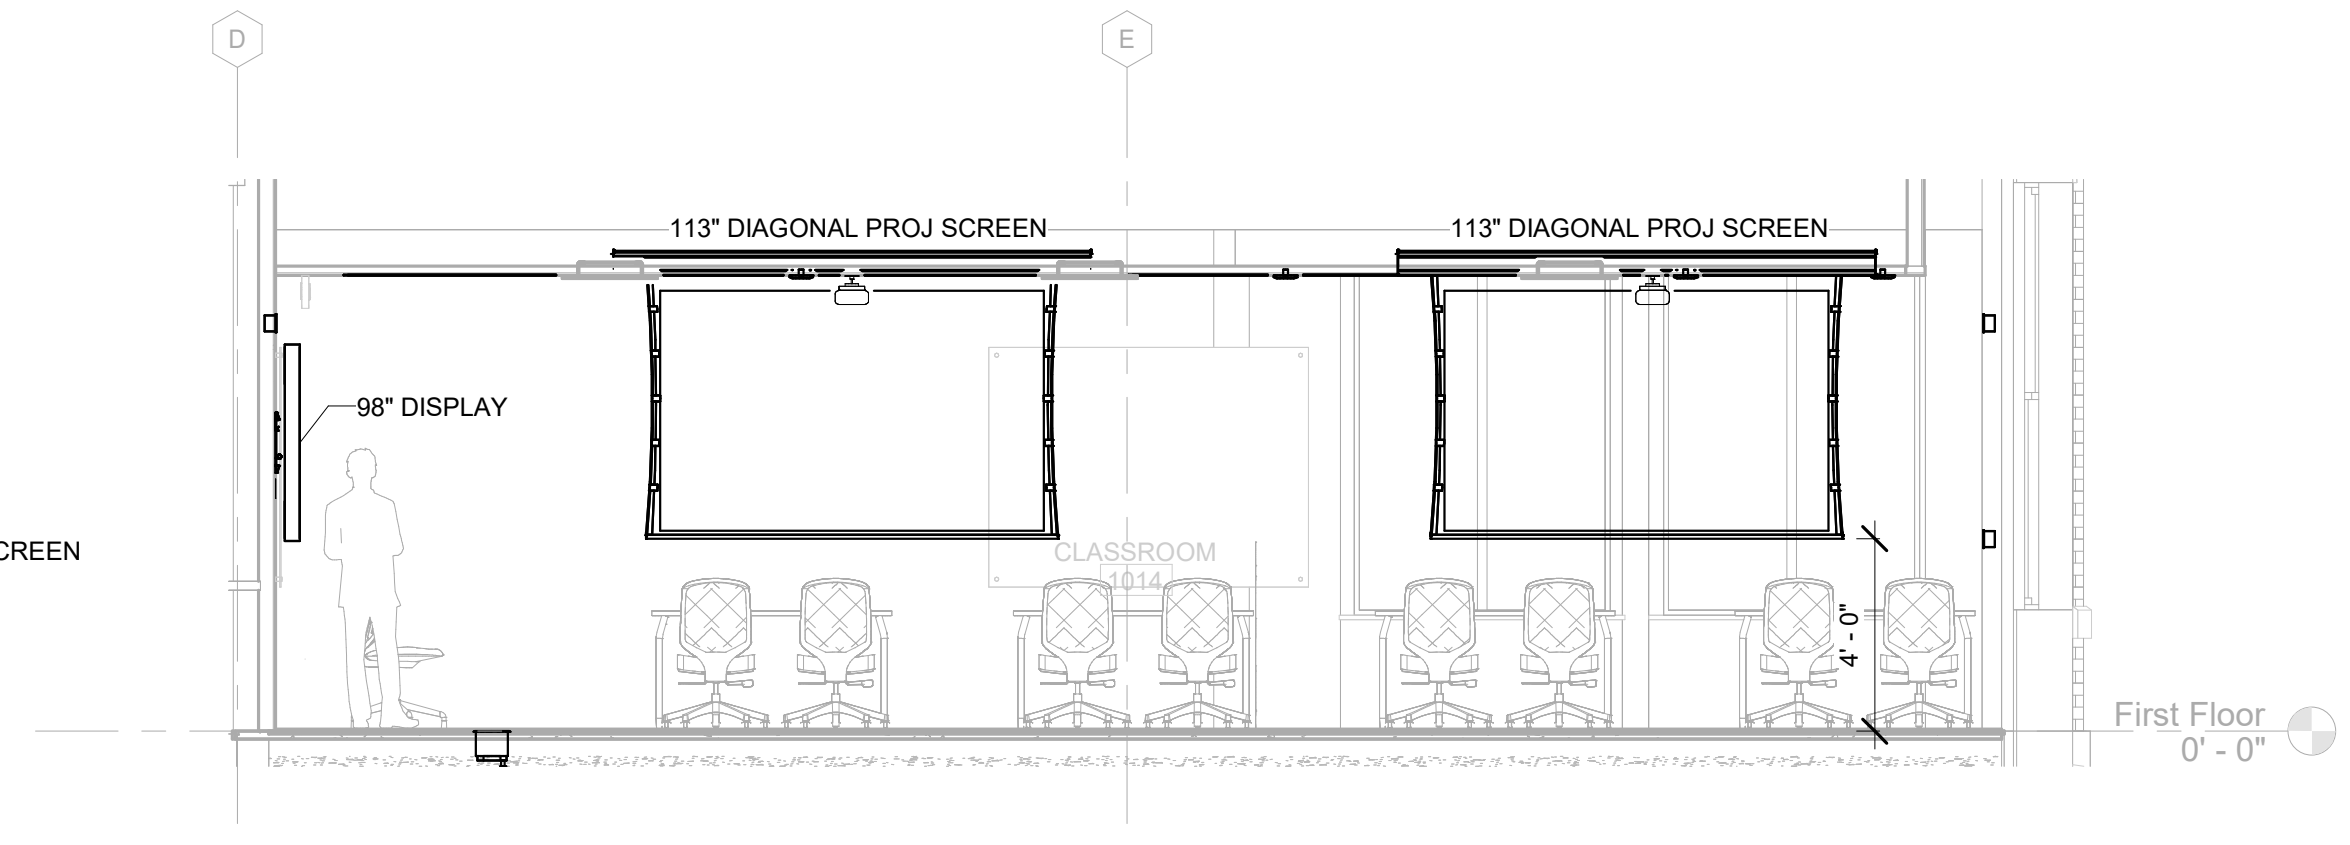 D
E
113" DIAGONAL PROJ SCREEN
113" DIAGONAL PROJ SCREEN
98" DISPLAY
CREEN
CLASSROOM
1014
4' - 0"
First Floor
0' - 0"